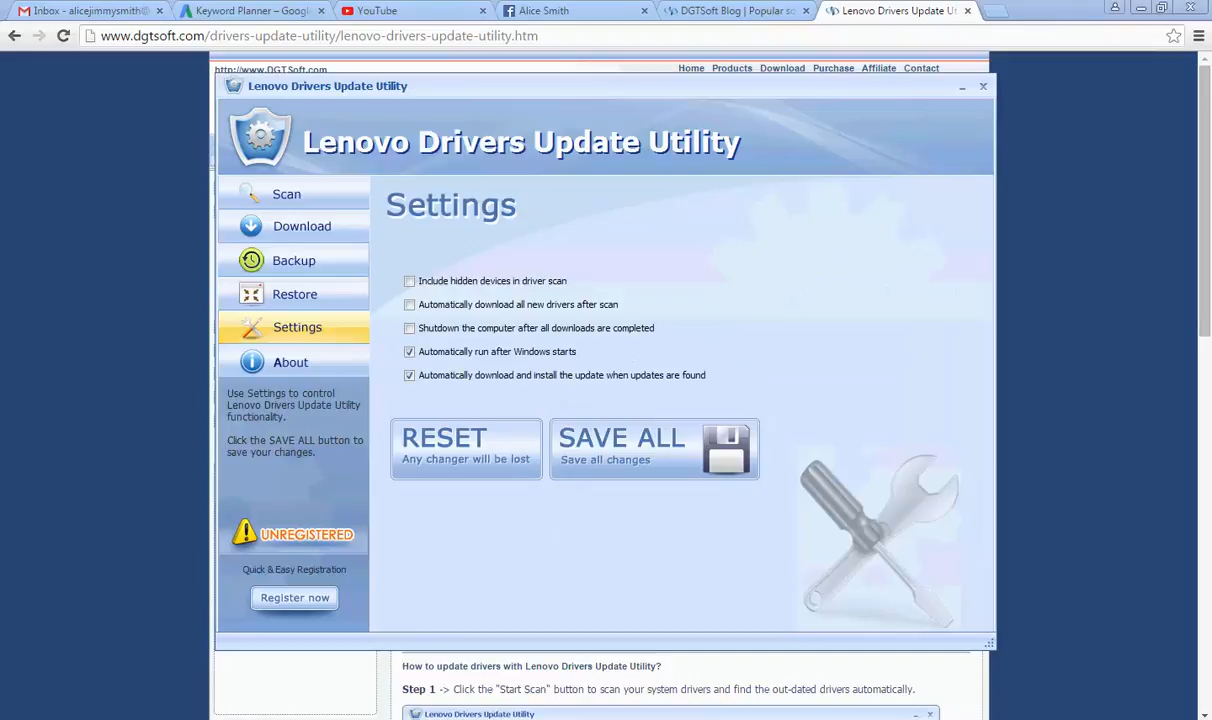 Inbox - alicejimmysmith@
Keyword Planner – Googl
YouTube
Alice Smith
DGTSoft Blog | Popular so
Lenovo Drivers Update Ut
www.dgtsoft.com/drivers-update-utility/lenovo-drivers-update-utility.htm
http://www.DGTSoft.com
Home Products Download Purchase Affiliate Contact
Lenovo Drivers Update Utility
Lenovo Drivers Update Utility
Scan
Download
Backup
Restore
Settings
About
Use Settings to control
Lenovo Drivers Update Utility
functionality.
Click the SAVE ALL button to
save your changes.
UNREGISTERED
Quick & Easy Registration
Register now
Settings
Include hidden devices in driver scan
Automatically download all new drivers after scan
Shutdown the computer after all downloads are completed
Automatically run after Windows starts
Automatically download and install the update when updates are found
RESET
Any changer will be lost
SAVE ALL
Save all changes
How to update drivers with Lenovo Drivers Update Utility?
Step 1 -> Click the "Start Scan" button to scan your system drivers and find the out-dated drivers automatically.
Lenovo Drivers Update Utility